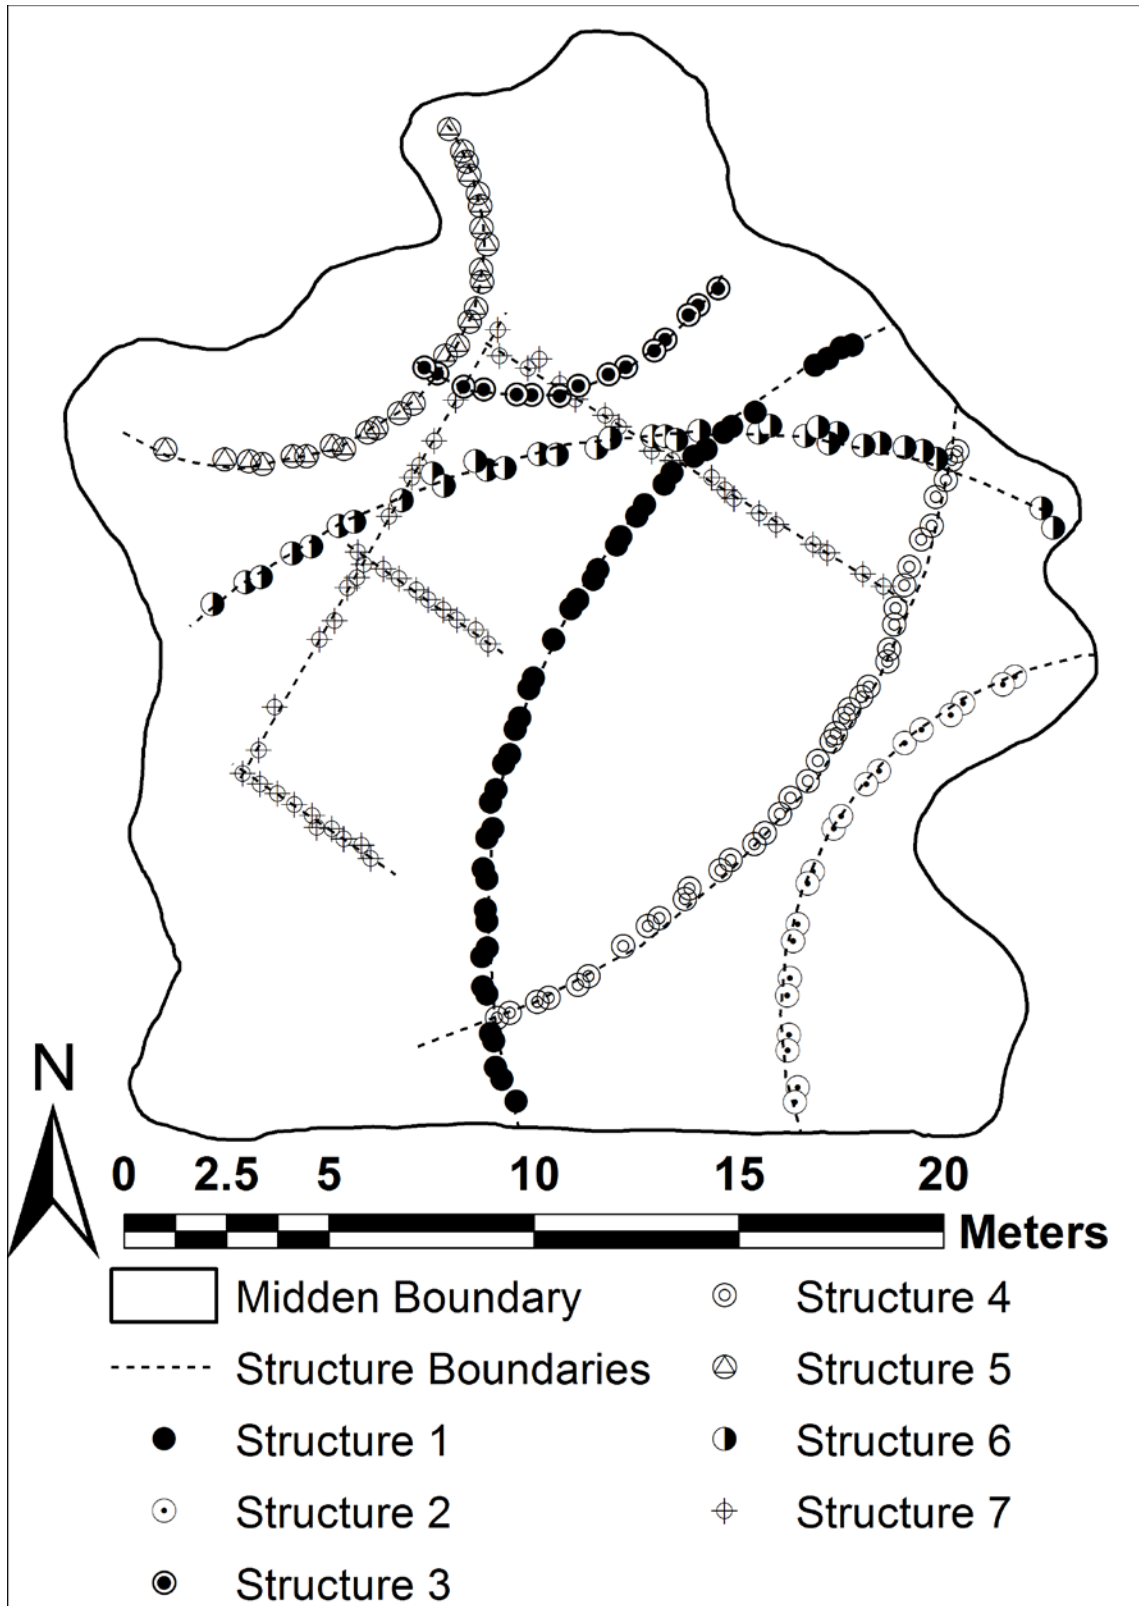 N
0 2.5 5 10 15 20
Meters
Midden Boundary
Structure Boundaries
Structure 1
Structure 2
Structure 3
Structure 4
Structure 5
Structure 6
Structure 7